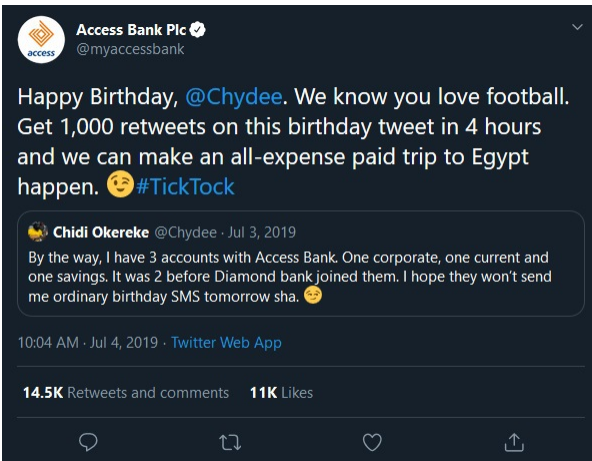 Access Bank Plc
@myaccessbank
access
Happy Birthday, @Chydee. We know you love football.
Get 1,000 retweets on this birthday tweet in 4 hours
and we can make an all-expense paid trip to Egypt
happen. 😉 #TickTock
Chidi Okereke @Chydee · Jul 3, 2019
By the way, I have 3 accounts with Access Bank. One corporate, one current and
one savings. It was 2 before Diamond bank joined them. I hope they won't send
me ordinary birthday SMS tomorrow sha. 😏
10:04 AM · Jul 4, 2019 · Twitter Web App
14.5K Retweets and comments 11K Likes